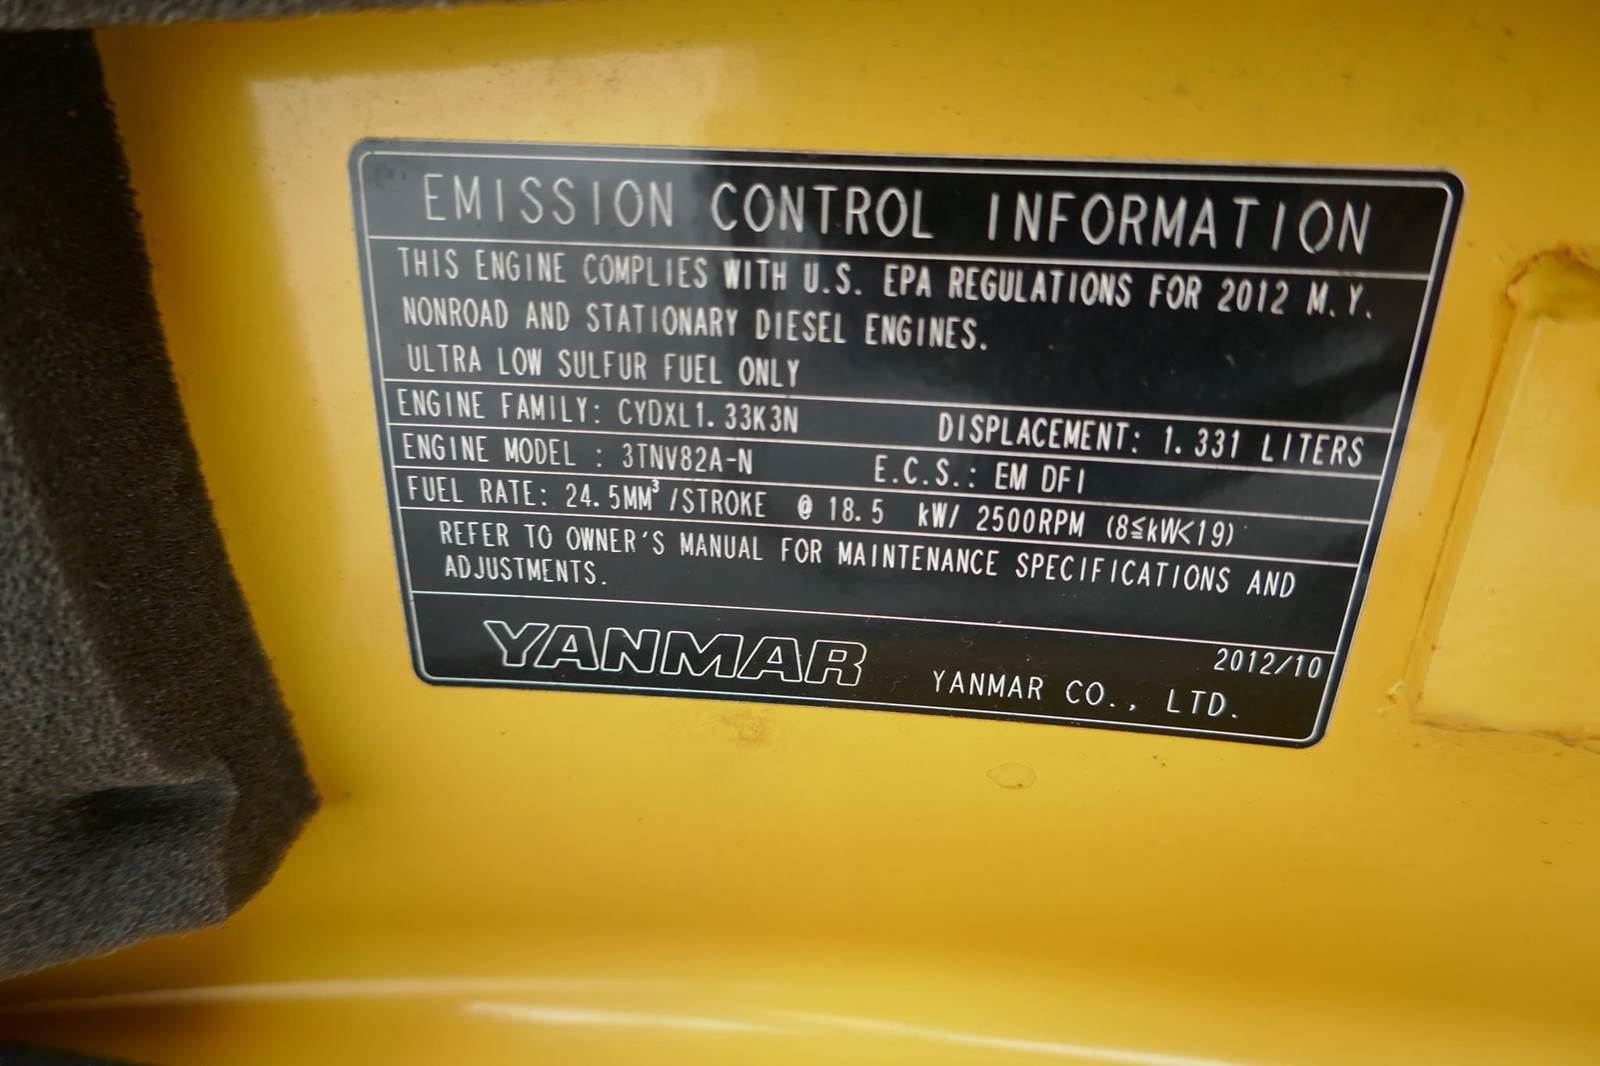 EMISSION CONTROL INFORMATION
THIS ENGINE COMPLIES WITH U.S. EPA REGULATIONS FOR 2012 M.Y.
NONROAD AND STATIONARY DIESEL ENGINES.
ULTRA LOW SULFUR FUEL ONLY
ENGINE FAMILY: CYDXL1.33K3N DISPLACEMENT: 1.331 LITERS
ENGINE MODEL : 3TNV82A-N E.C.S.: EM DFI
FUEL RATE: 24.5MM³/STROKE @ 18.5 kW/ 2500RPM (8≦kW<19)
REFER TO OWNER'S MANUAL FOR MAINTENANCE SPECIFICATIONS AND
ADJUSTMENTS.
2012/10
YANMAR YANMAR CO., LTD.